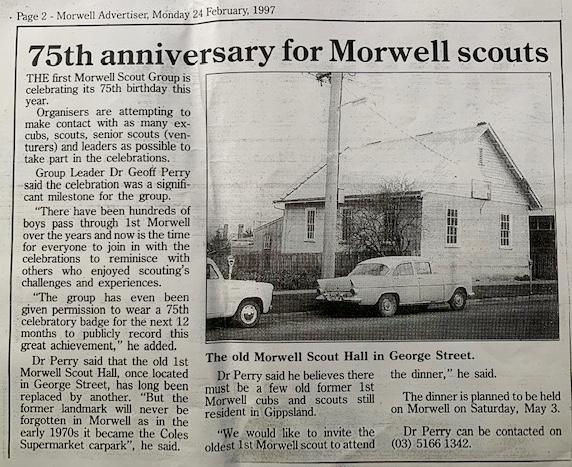 Page 2 - Morwell Advertiser, Monday 24 February, 1997
75th anniversary for Morwell scouts
THE first Morwell Scout Group is
celebrating its 75th birthday this
year.
Organisers are attempting to
make contact with as many ex-
cubs, scouts, senior scouts (ven-
turers) and leaders as possible to
take part in the celebrations.
Group Leader Dr Geoff Perry
said the celebration was a signifi-
cant milestone for the group.
"There have been hundreds of
boys pass through 1st Morwell
over the years and now is the time
for everyone to join in with the
celebrations to reminisce with
others who enjoyed scouting's
challenges and experiences.
"The group has even been
given permission to wear a 75th
celebratory badge for the next 12
months to publicly record this
great achievement," he added.
Dr Perry said that the old 1st
Morwell Scout Hall, once located
in George Street, has long been
replaced by another. "But the
former landmark will never be
forgotten in Morwell as in the
early 1970s it became the Coles
Supermarket carpark", he said.
The old Morwell Scout Hall in George Street.
Dr Perry said he believes there
must be a few old former 1st
Morwell cubs and scouts still
resident in Gippsland.
"We would like to invite the
oldest 1st Morwell scout to attend
the dinner," he said.
The dinner is planned to be held
on Morwell on Saturday, May 3.
Dr Perry can be contacted on
(03) 5166 1342.